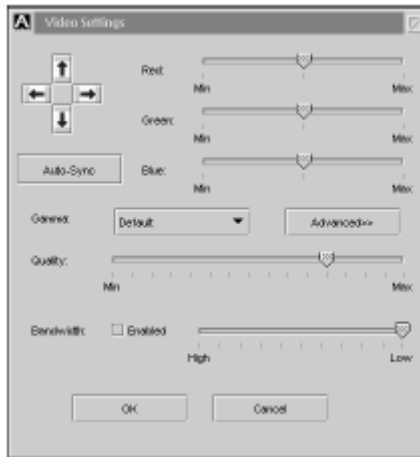 A Video Settings
Red:
Min Max
Green:
Min Max
Auto-Sync Blue:
Min Max
Gamma: Default Advanced>>
Quality:
Min Max
Bandwidth: Enabled
High Low
OK Cancel